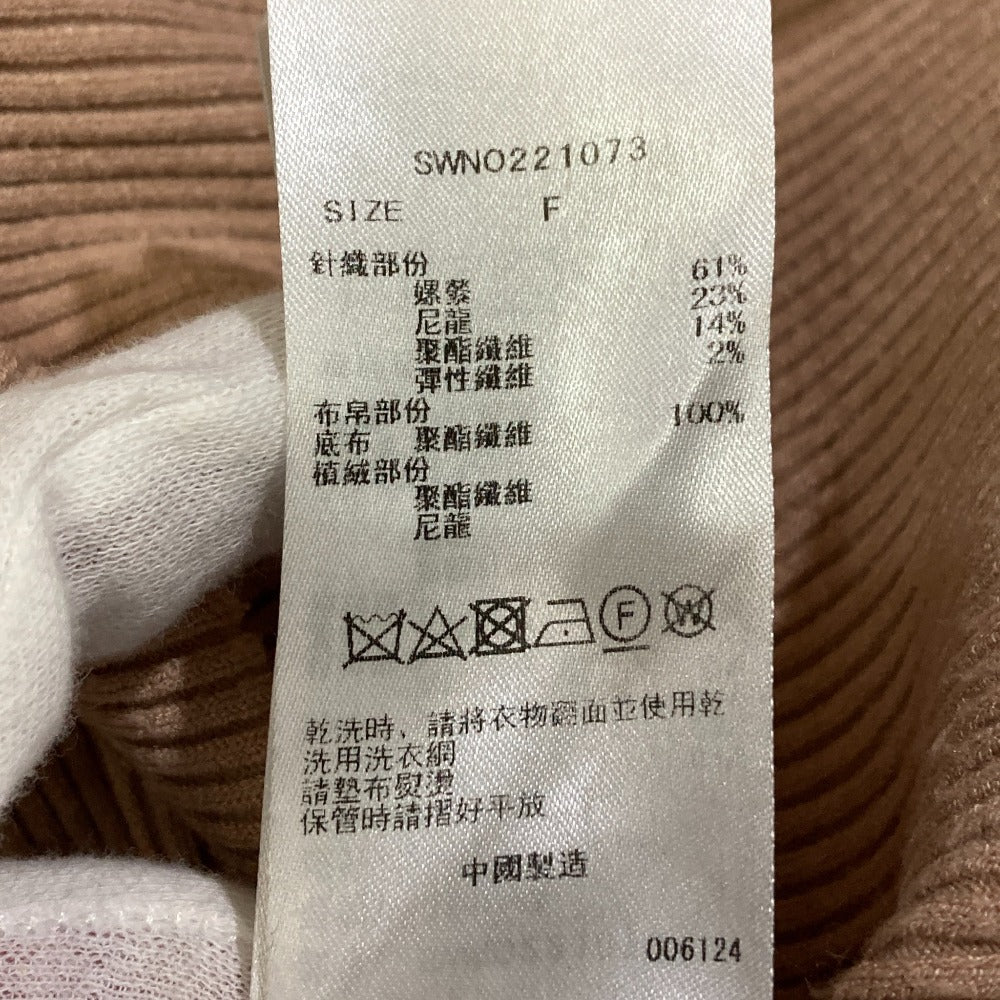 SWNO221073
SIZE F
針織部份 61%
嫘縈 23%
尼龍 14%
聚酯纖維 2%
彈性纖維
布帛部份 100%
底布 聚酯纖維
植絨部份
聚酯纖維
尼龍
F
W
乾洗時，請將衣物翻面並使用乾
洗用洗衣網
請墊布熨燙
保管時請摺好平放
中國製造
006124